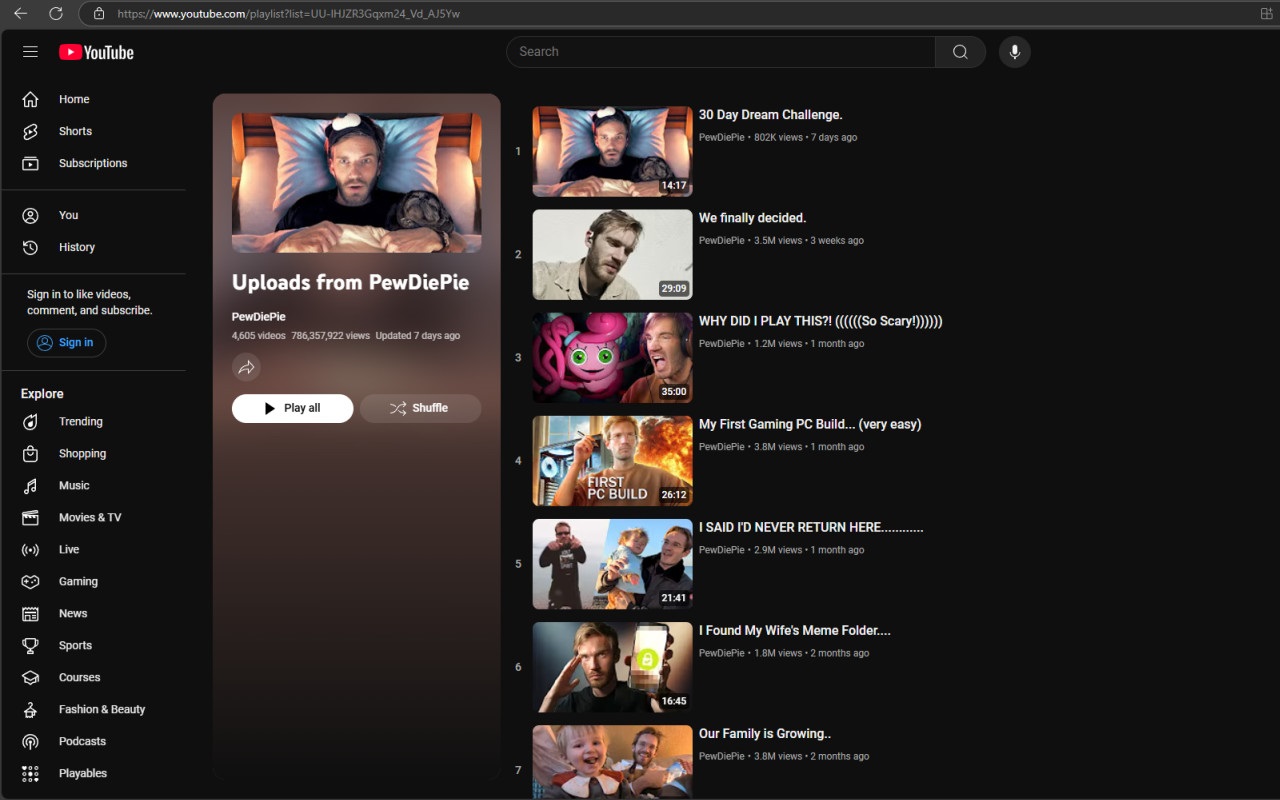 https://www.youtube.com/playlist?list=UU-lHJZR3Gqxm24_Vd_AJ5Yw
YouTube
Search
Home
Shorts
Subscriptions
You
History
Sign in to like videos,
comment, and subscribe.
Sign in
Explore
Trending
Shopping
Music
Movies & TV
Live
Gaming
News
Sports
Courses
Fashion & Beauty
Podcasts
Playables
Uploads from PewDiePie
PewDiePie
4,605 videos 786,357,922 views Updated 7 days ago
Play all
Shuffle
1
14:17
30 Day Dream Challenge.
PewDiePie • 802K views • 7 days ago
2
29:09
We finally decided.
PewDiePie • 3.5M views • 3 weeks ago
3
35:00
WHY DID I PLAY THIS?! ((((((So Scary!))))))
PewDiePie • 1.2M views • 1 month ago
4
FIRST
PC BUILD
26:12
My First Gaming PC Build... (very easy)
PewDiePie • 3.8M views • 1 month ago
5
21:41
I SAID I'D NEVER RETURN HERE............
PewDiePie • 2.9M views • 1 month ago
6
16:45
I Found My Wife's Meme Folder....
PewDiePie • 1.8M views • 2 months ago
7
Our Family is Growing..
PewDiePie • 3.8M views • 2 months ago